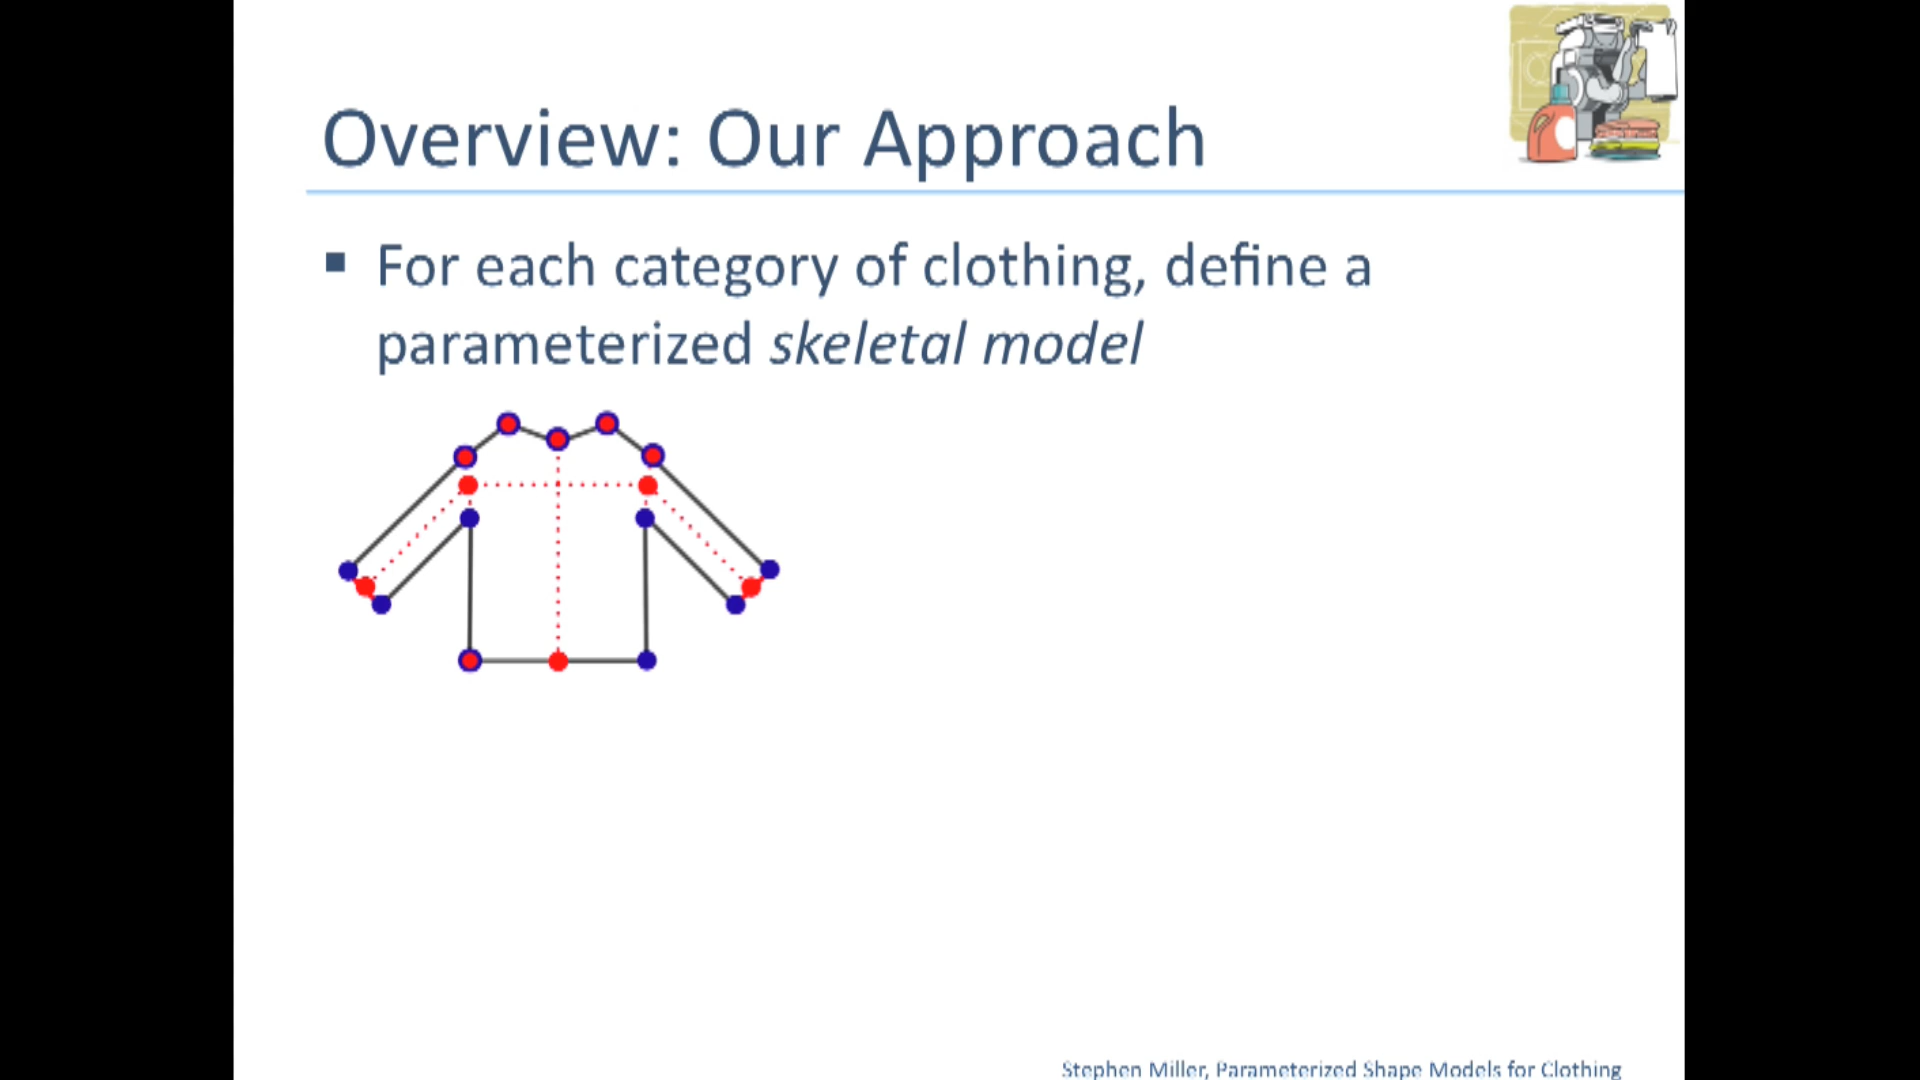 Overview: Our Approach
▪ For each category of clothing, define a
parameterized skeletal model
Stephen Miller, Parameterized Shape Models for Clothing